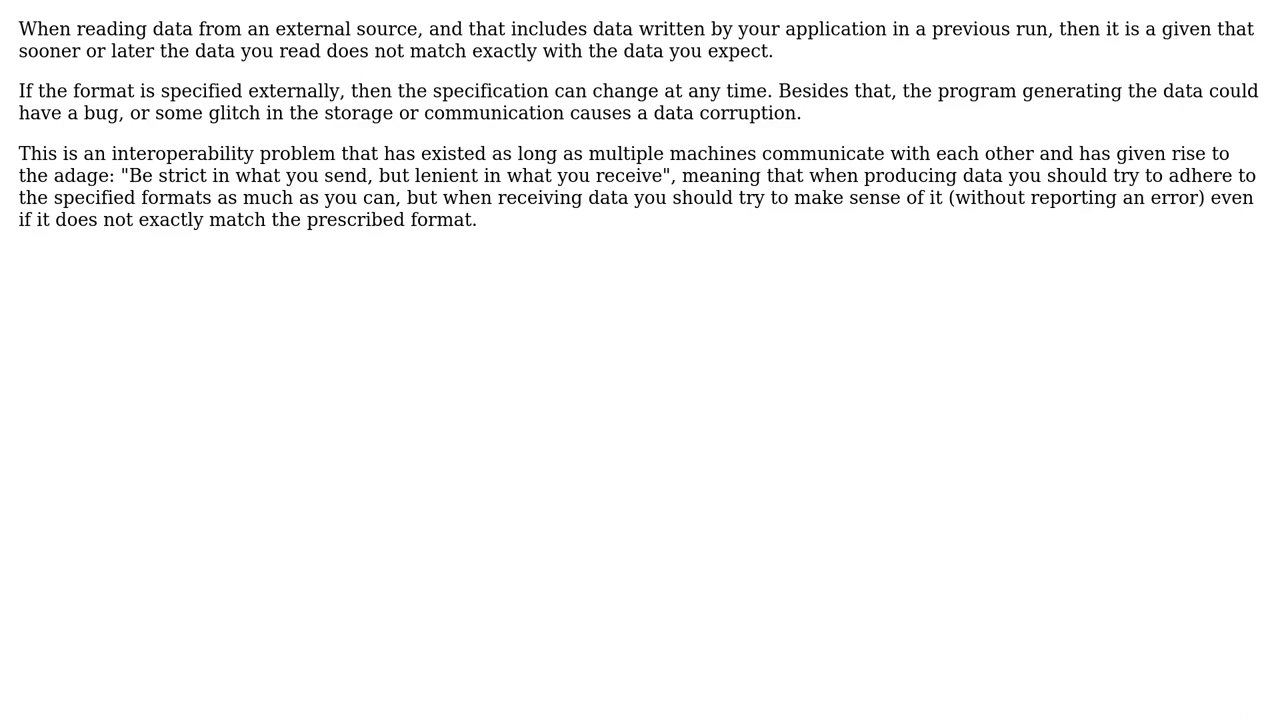 When reading data from an external source, and that includes data written by your application in a previous run, then it is a given that
sooner or later the data you read does not match exactly with the data you expect.
If the format is specified externally, then the specification can change at any time. Besides that, the program generating the data could
have a bug, or some glitch in the storage or communication causes a data corruption.
This is an interoperability problem that has existed as long as multiple machines communicate with each other and has given rise to
the adage: "Be strict in what you send, but lenient in what you receive", meaning that when producing data you should try to adhere to
the specified formats as much as you can, but when receiving data you should try to make sense of it (without reporting an error) even
if it does not exactly match the prescribed format.